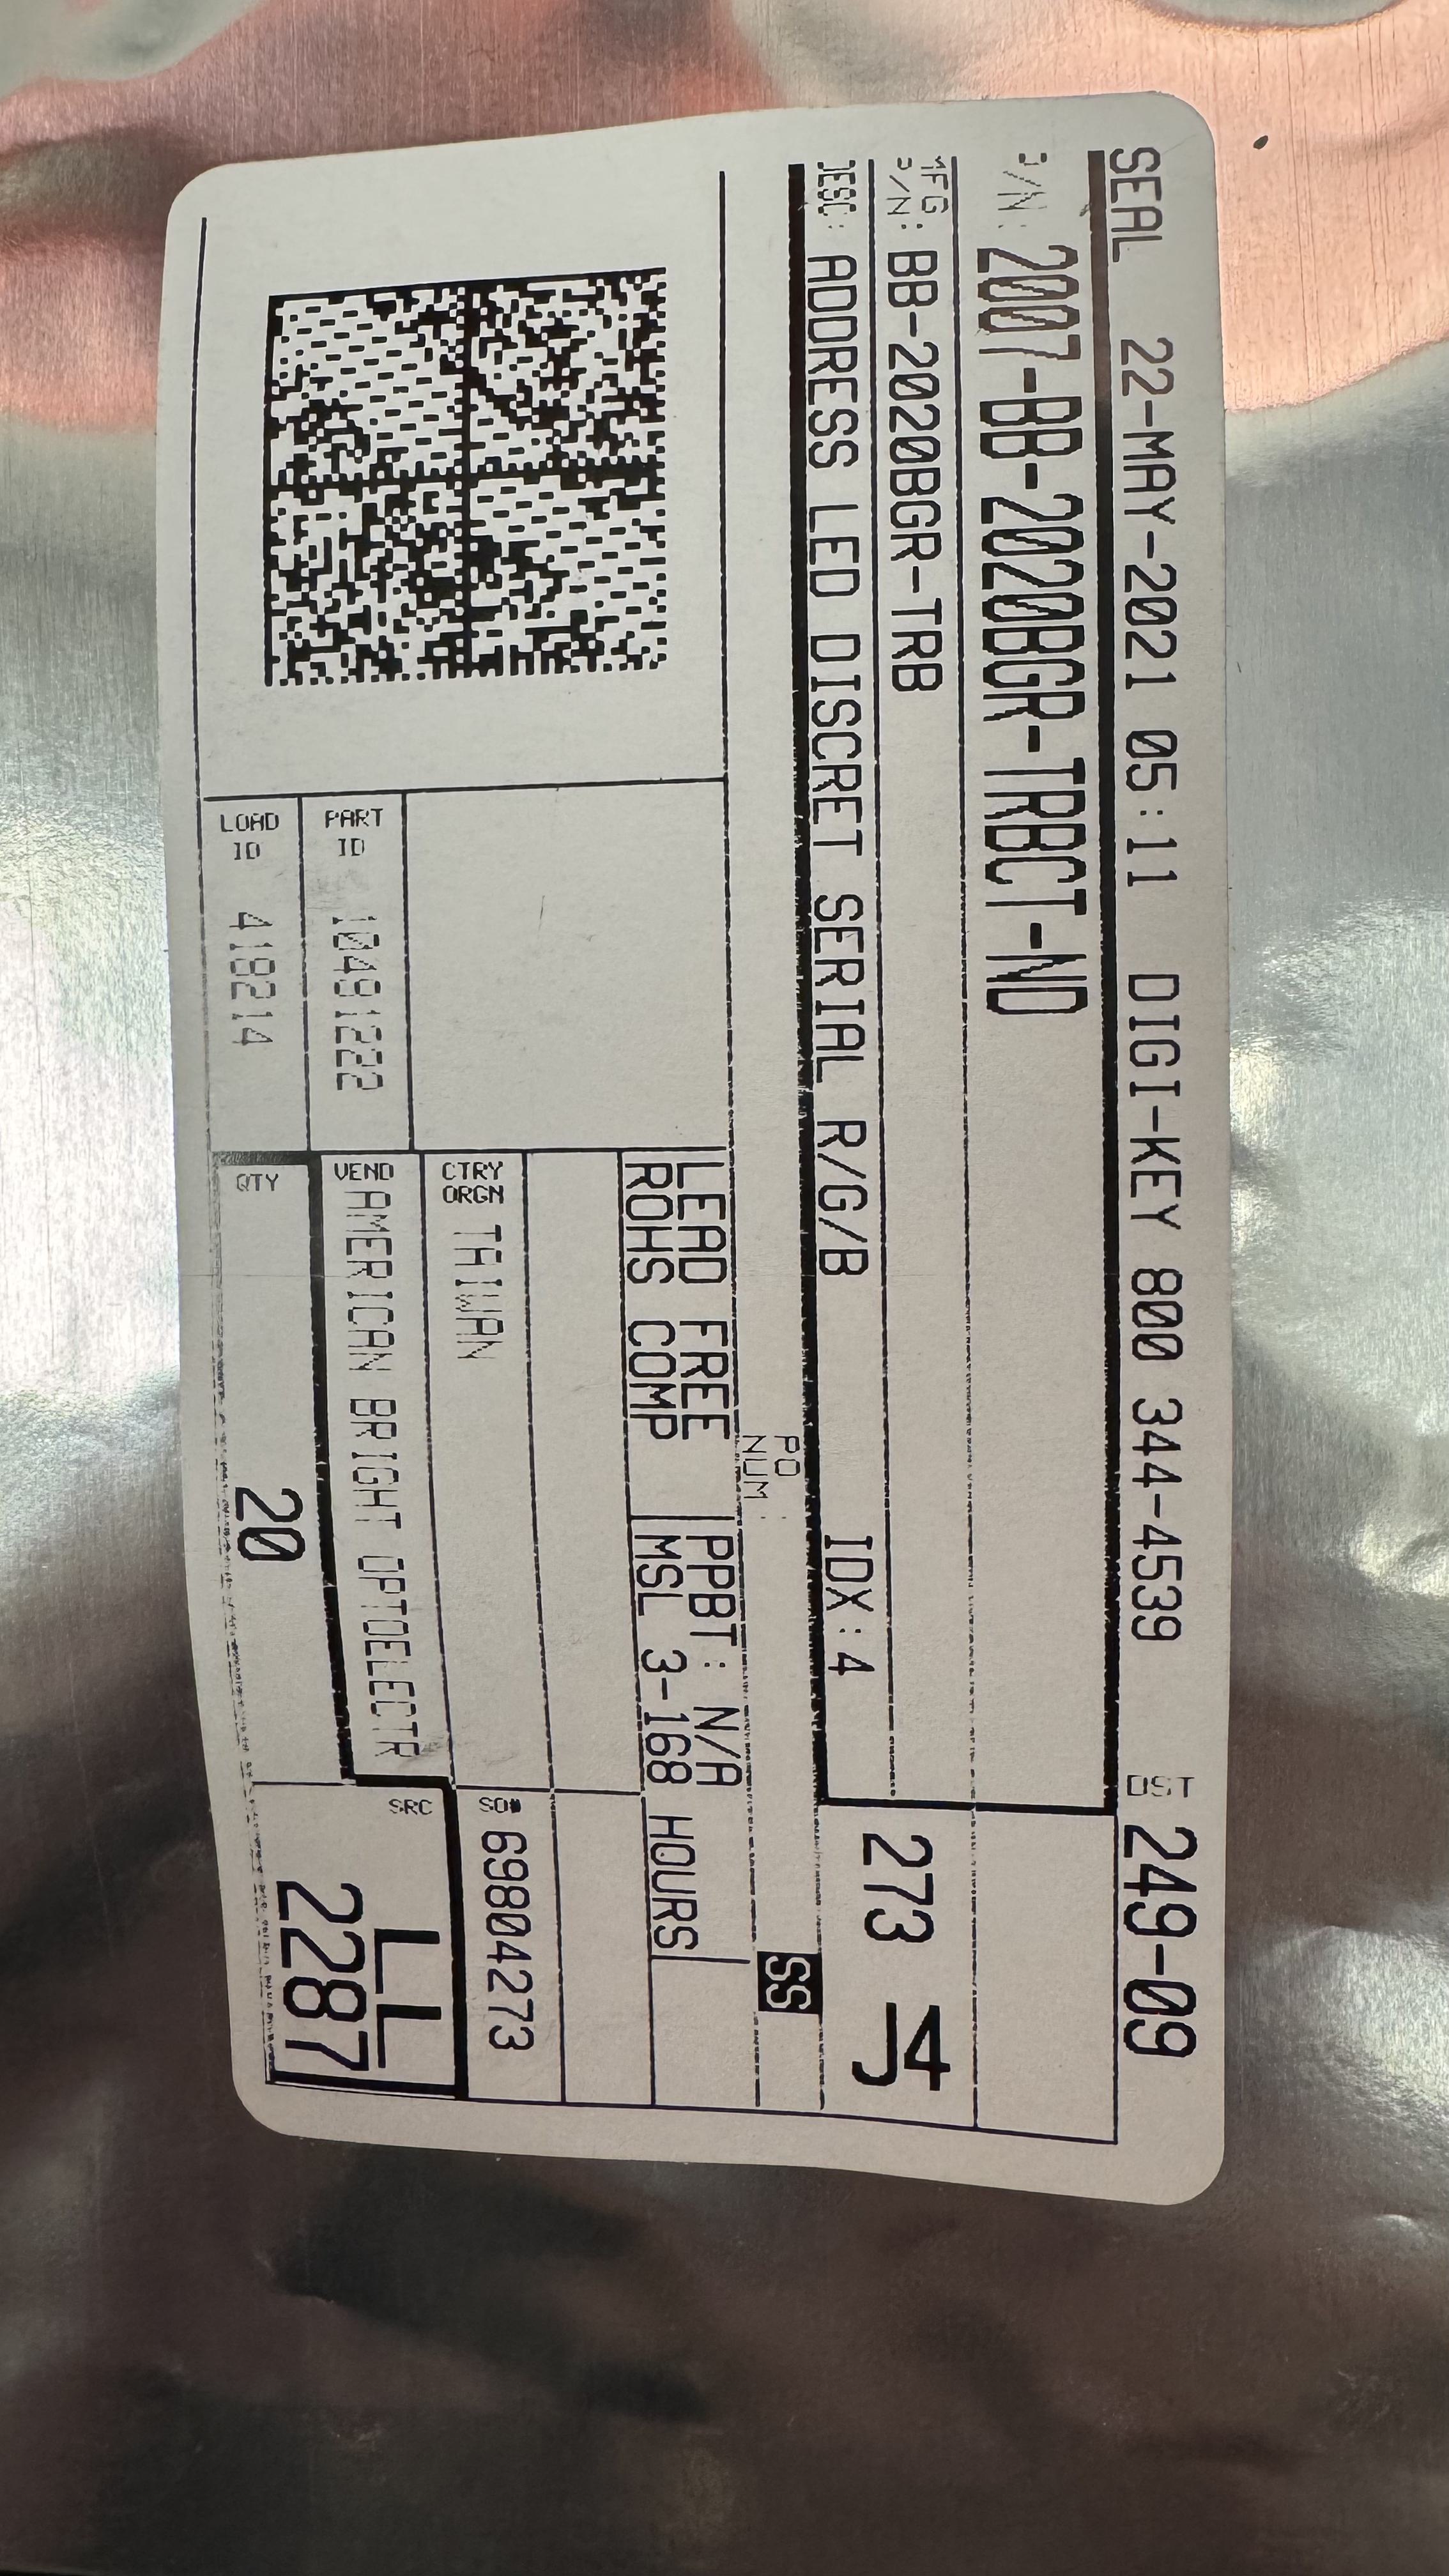 SEAL 22-MAY-2021 05:11 DIGI-KEY 800 344-4539 DST 249-09
P/N: 2007-BB-2020BGR-TRBCT-ND
MFG P/N: BB-2020BGR-TRB
273 J4
DESC: ADDRESS LED DISCRET SERIAL R/G/B IDX:4
PO NUM:
SS
LEAD FREE PPBT: N/A
ROHS COMP MSL 3-168 HOURS
CTRY ORGN TAIWAN
SO# 69804273
PART ID 10491222
VEND AMERICAN BRIGHT OPTOELECTR
SRC LL 2287
LOAD ID 418214
QTY 20